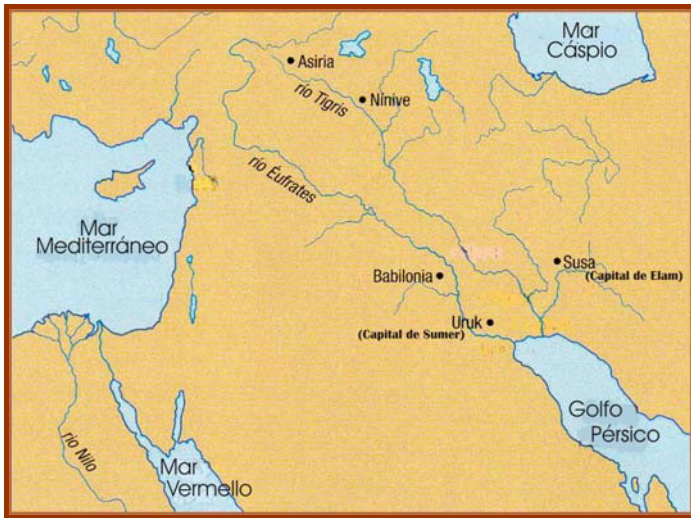 Mar
Cáspio
Asiria
río Tigris
Nínive
río Éufrates
Mar
Mediterráneo
Susa
(Capital de Elam)
Babilonia
Uruk
(Capital de Sumer)
Golfo
Pérsico
río Nilo
Mar
Vermello